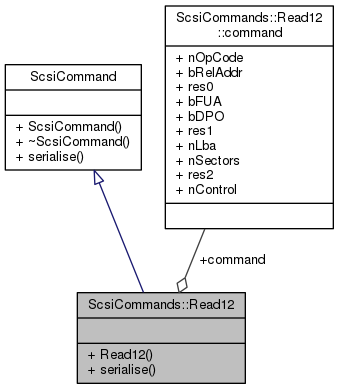 ScsiCommands::Read12
::command
+ nOpCode
+ bRelAddr
+ res0
+ bFUA
+ bDPO
+ res1
+ nLba
+ nSectors
+ res2
+ nControl
ScsiCommand
+ ScsiCommand()
+ ~ScsiCommand()
+ serialise()
+command
ScsiCommands::Read12
+ Read12()
+ serialise()